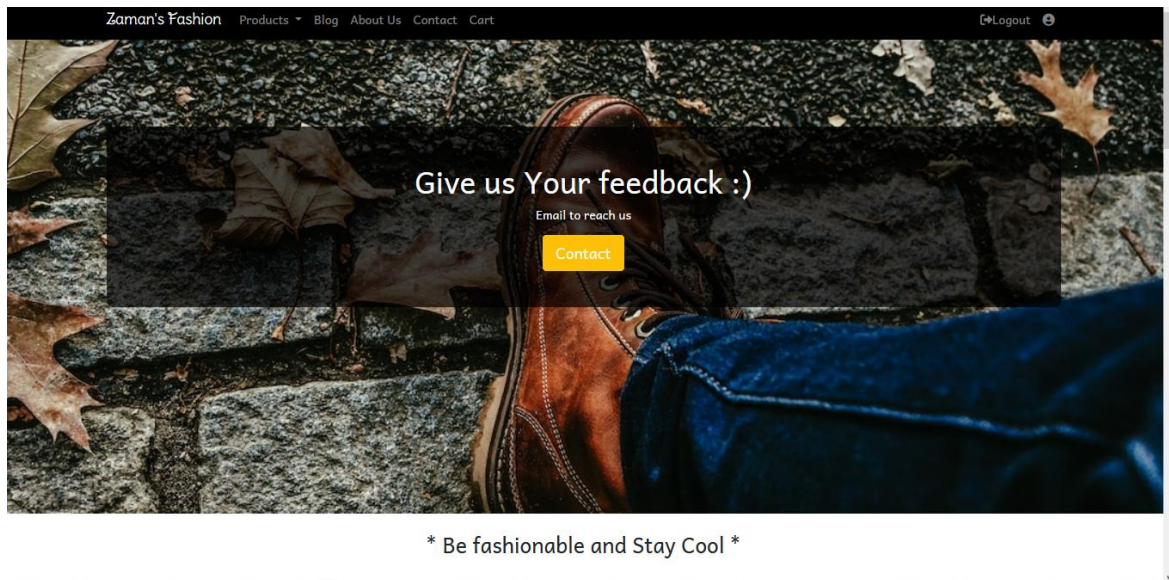 Zaman's Fashion Products Blog About Us Contact Cart Logout
Give us Your feedback :)
Email to reach us
Contact
* Be fashionable and Stay Cool *